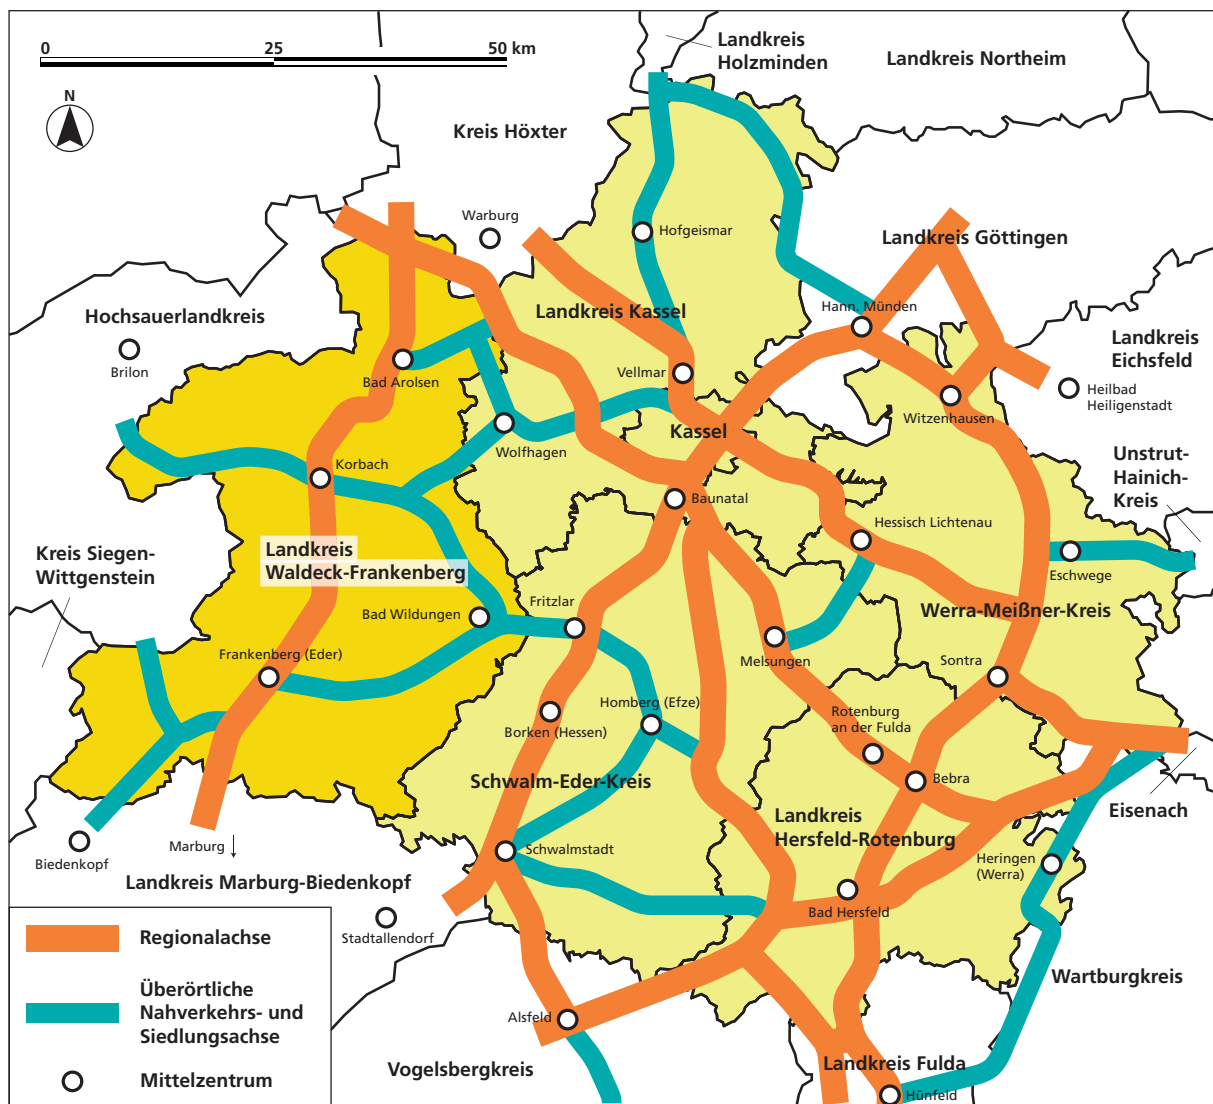 0
25
50 km
N
Landkreis
Holzminden
Landkreis Northeim
Kreis Höxter
Warburg
Hofgeismar
Landkreis Göttingen
Hochsauerlandkreis
Brilon
Landkreis Kassel
Hann. Münden
Landkreis
Eichsfeld
Bad Arolsen
Vellmar
Heilbad
Heiligenstadt
Witzenhausen
Kassel
Wolfhagen
Korbach
Unstrut-
Hainich-
Kreis
Baunatal
Hessisch Lichtenau
Kreis Siegen-
Wittgenstein
Landkreis
Waldeck-Frankenberg
Eschwege
Bad Wildungen
Fritzlar
Werra-Meißner-Kreis
Frankenberg (Eder)
Melsungen
Sontra
Homberg (Efze)
Borken (Hessen)
Rotenburg
an der Fulda
Schwalm-Eder-Kreis
Bebra
Eisenach
Landkreis
Hersfeld-Rotenburg
Biedenkopf
Marburg
Schwalmstadt
Heringen
(Werra)
Landkreis Marburg-Biedenkopf
Bad Hersfeld
Stadtallendorf
Wartburgkreis
Alsfeld
Vogelsbergkreis
Landkreis Fulda
Hünfeld
Regionalachse
Überörtliche
Nahverkehrs- und
Siedlungsachse
Mittelzentrum